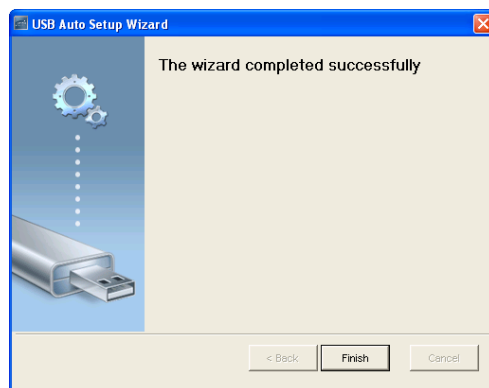 USB Auto Setup Wizard
The wizard completed successfully
< Back
Finish
Cancel